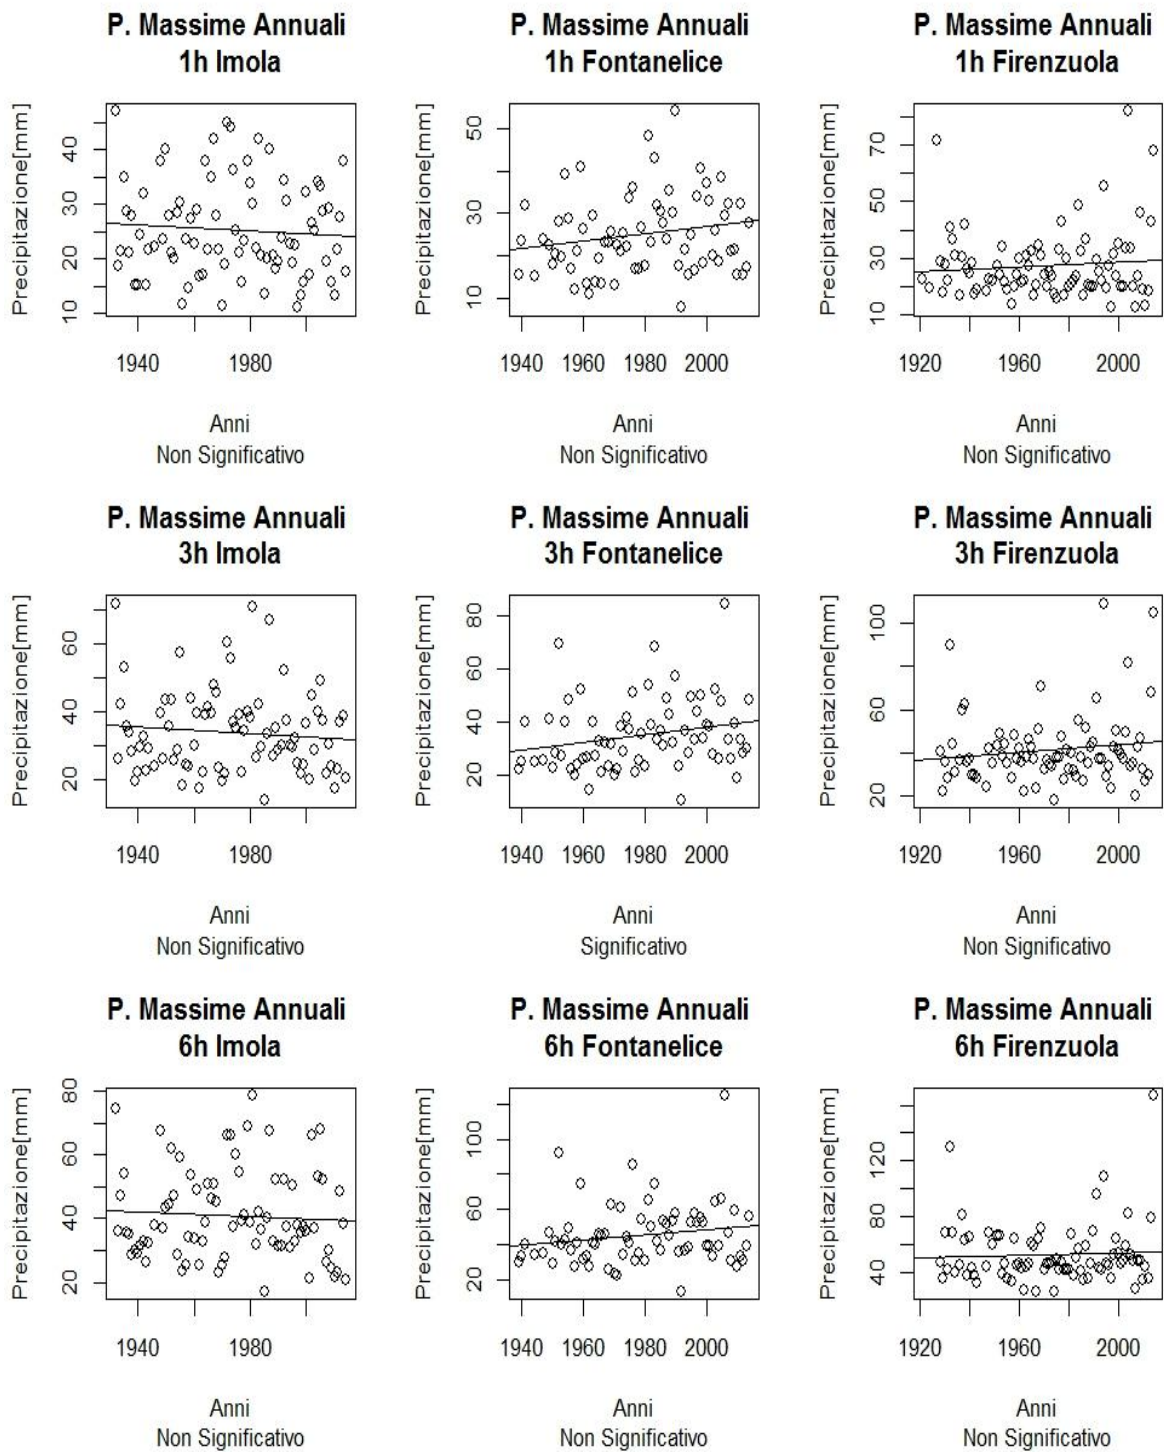 P. Massime Annuali
1h Imola
Precipitazione[mm]
10 20 30 40
1940 1980
Anni
Non Significativo
P. Massime Annuali
1h Fontanelice
Precipitazione[mm]
10 30 50
1940 1960 1980 2000
Anni
Non Significativo
P. Massime Annuali
1h Firenzuola
Precipitazione[mm]
10 30 50 70
1920 1960 2000
Anni
Non Significativo
P. Massime Annuali
3h Imola
Precipitazione[mm]
20 40 60
1940 1980
Anni
Non Significativo
P. Massime Annuali
3h Fontanelice
Precipitazione[mm]
20 40 60 80
1940 1960 1980 2000
Anni
Significativo
P. Massime Annuali
3h Firenzuola
Precipitazione[mm]
20 60 100
1920 1960 2000
Anni
Non Significativo
P. Massime Annuali
6h Imola
Precipitazione[mm]
20 40 60 80
1940 1980
Anni
Non Significativo
P. Massime Annuali
6h Fontanelice
Precipitazione[mm]
20 60 100
1940 1960 1980 2000
Anni
Non Significativo
P. Massime Annuali
6h Firenzuola
Precipitazione[mm]
40 80 120
1920 1960 2000
Anni
Non Significativo